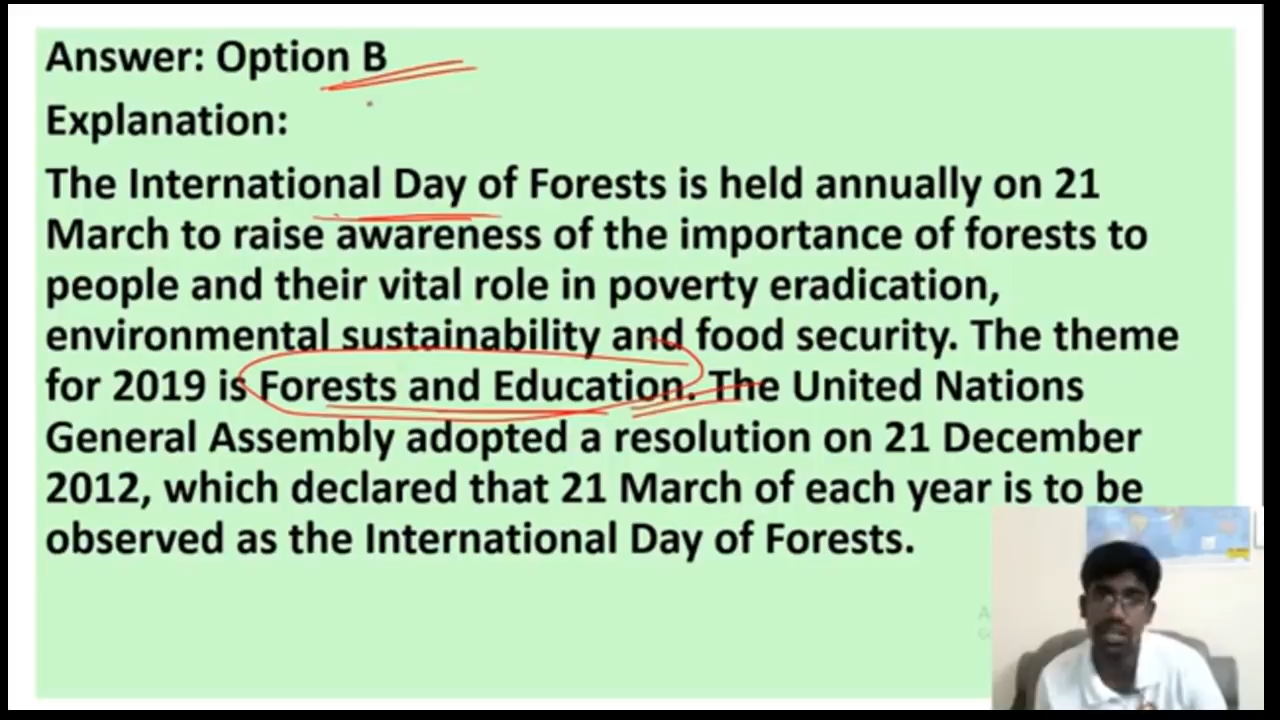 Answer: Option B
Explanation:
The International Day of Forests is held annually on 21
March to raise awareness of the importance of forests to
people and their vital role in poverty eradication,
environmental sustainability and food security. The theme
for 2019 is Forests and Education. The United Nations
General Assembly adopted a resolution on 21 December
2012, which declared that 21 March of each year is to be
observed as the International Day of Forests.